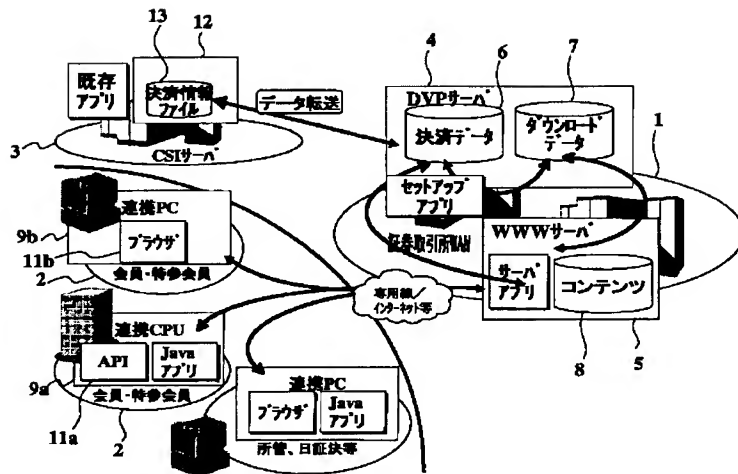 13
12
4
6
7
既存
アプリ
決済情報
ファイル
データ転送
DVPサーバ
決済データ
ダウンロード
データ
1
3
CSIサーバ
セットアップ
アプリ
証券取引所WAN
WWWサーバ
連携PC
9b
ブラウザ
11b
2
会員・特参会員
サーバ
アプリ
コンテンツ
専用線/
インターネット等
8
5
連携CPU
API
Java
アプリ
9a
会員・特参会員
11a
2
連携PC
ブラウザ
Java
アプリ
所管、日証決等